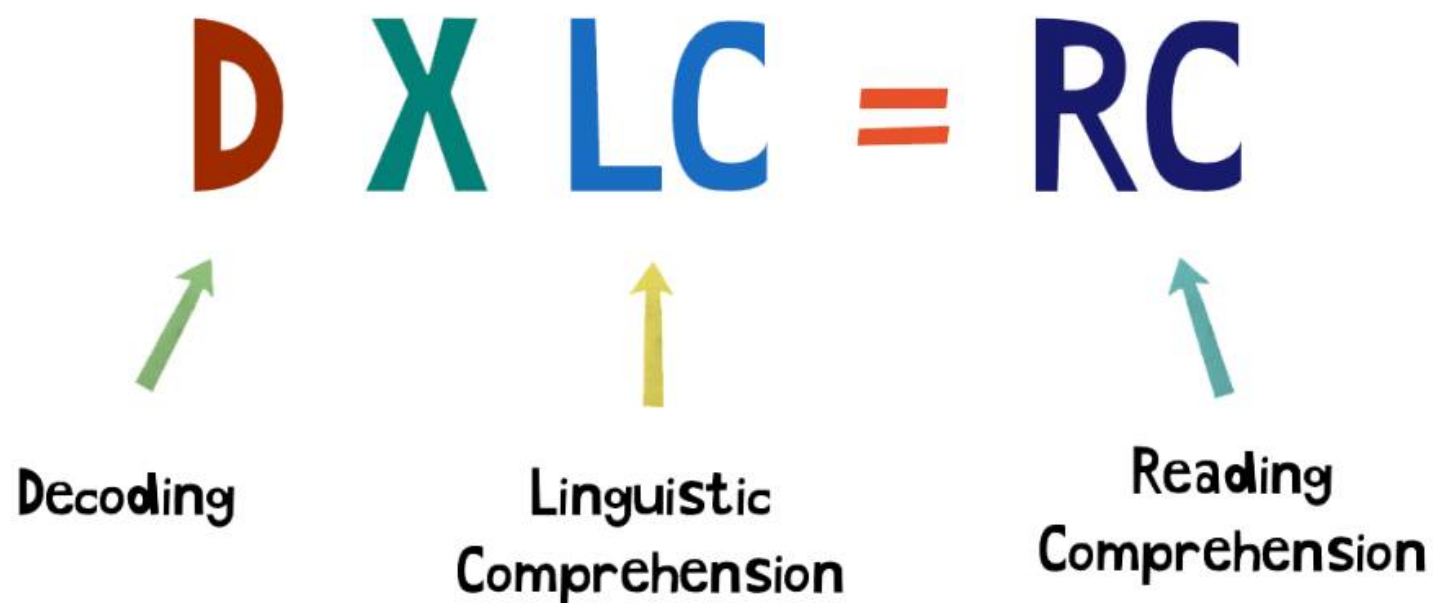 D X LC = RC
Decoding
Linguistic
Comprehension
Reading
Comprehension